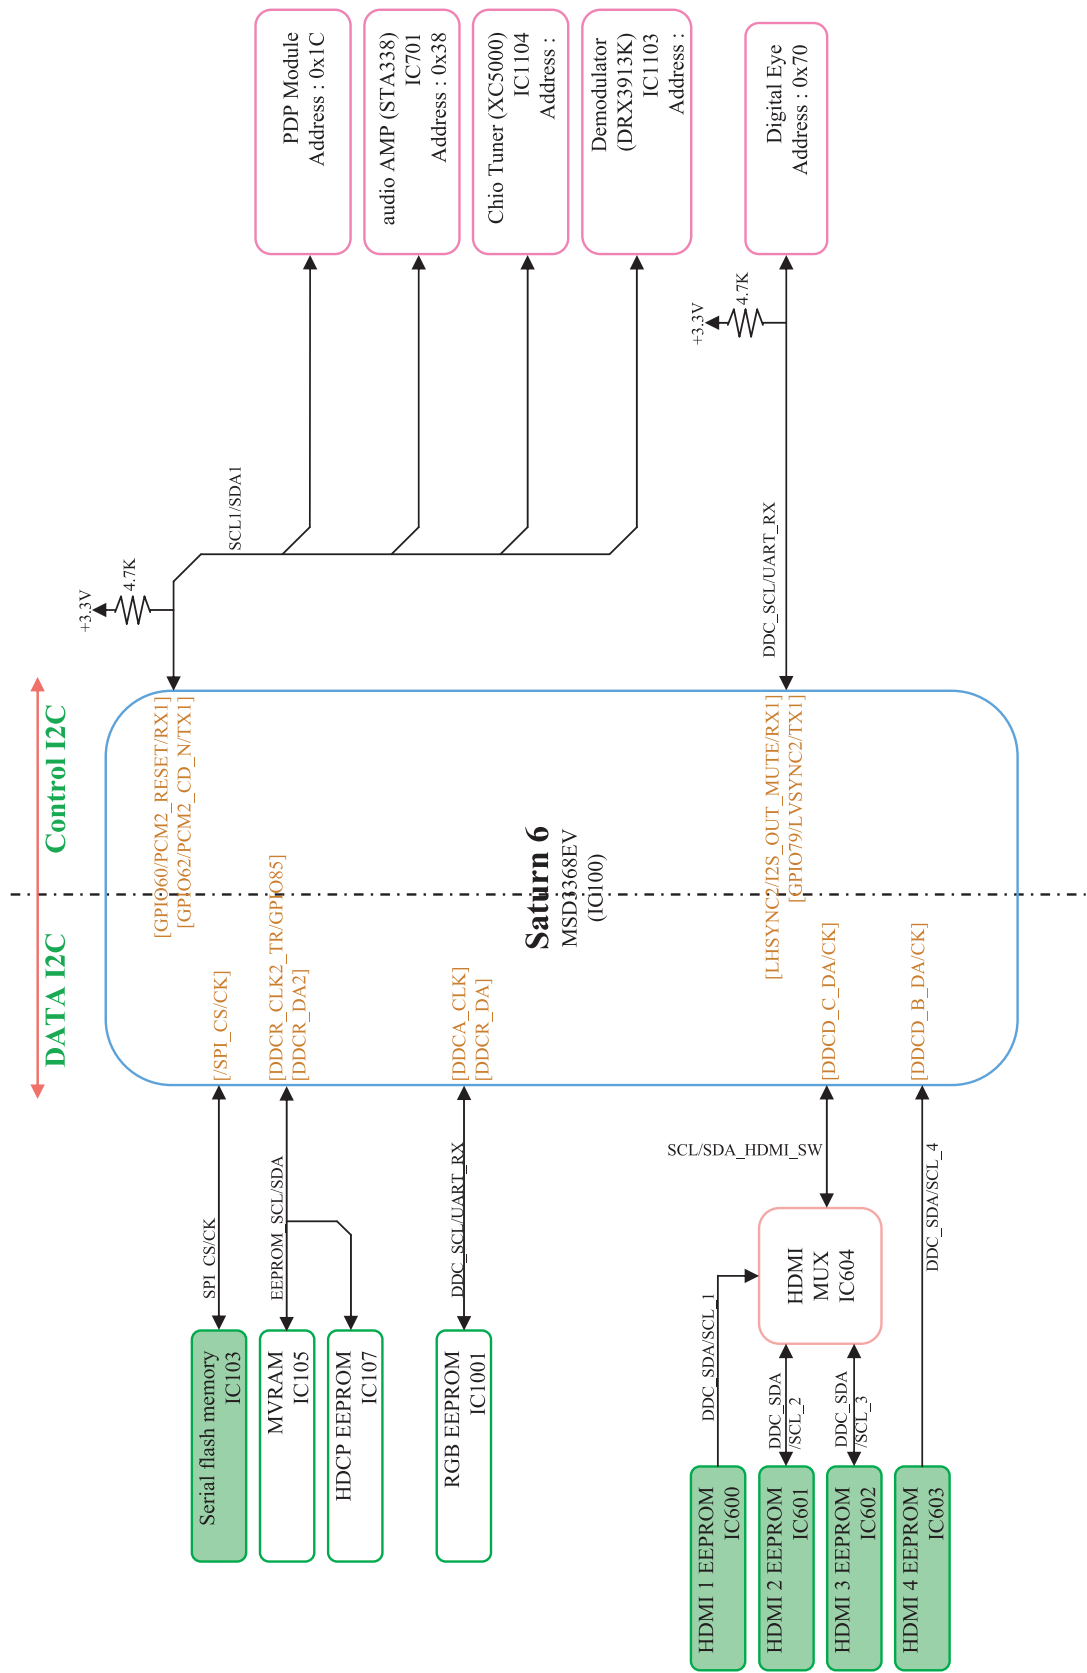 DATA I2C
Control I2C
Serial flash memory
IC103
MVRAM
IC105
HDCP EEPROM
IC107
RGB EEPROM
IC1001
HDMI 1 EEPROM
IC600
HDMI 2 EEPROM
IC601
HDMI 3 EEPROM
IC602
HDMI 4 EEPROM
IC603
SPI_CS/CK
EEPROM_SCL/SDA
DDC_SCL/UART_RX
DDC_SDA/SCL_1
DDC_SDA
/SCL_2
DDC_SDA
/SCL_3
HDMI
MUX
IC604
SCL/SDA_HDMI_SW
DDC_SDA/SCL_4
[/SPI_CS/CK]
[DDCR_CLK2_TR/GPIO85]
[DDCR_DA2]
[DDCA_CLK]
[DDCR_DA]
[DDCD_C_DA/CK]
[DDCD_B_DA/CK]
Saturn 6
MSD3368EV
(IC100)
[GPIO60/PCM2_RESET/RX1]
[GPIO62/PCM2_CD_N/TX1]
[LHSYNC2/I2S_OUT_MUTE/RX1]
[GPIO79/LVSYNC2/TX1]
+3.3V
4.7K
SCL1/SDA1
DDC_SCL/UART_RX
+3.3V
4.7K
PDP Module
Address : 0x1C
audio AMP (STA338)
IC701
Address : 0x38
Chio Tuner (XC5000)
IC1104
Address :
Demodulator
(DRX3913K)
IC1103
Address :
Digital Eye
Address : 0x70